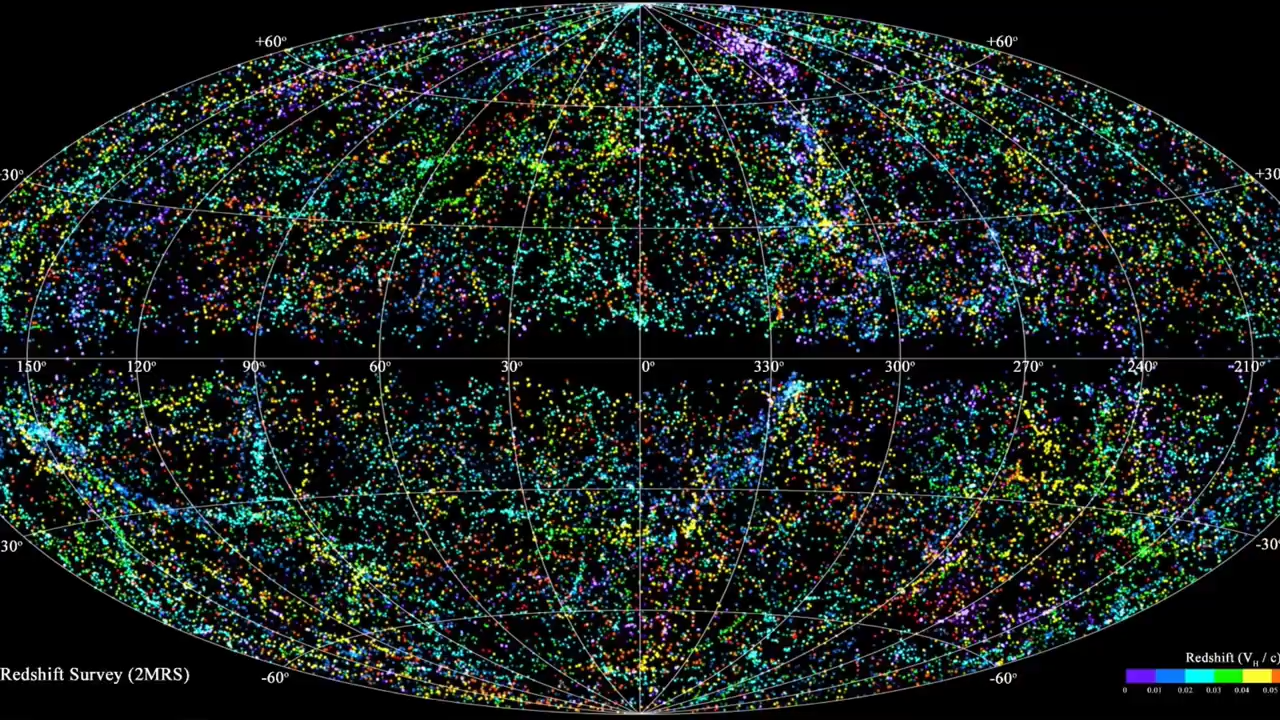 +60° +60°
30° +30
150° 120° 90° 60° 30° 0° 330° 300° 270° 240° 210°
30° -30°
Redshift Survey (2MRS) -60° -60°
Redshift (V_H / c)
0 0.01 0.02 0.03 0.04 0.05